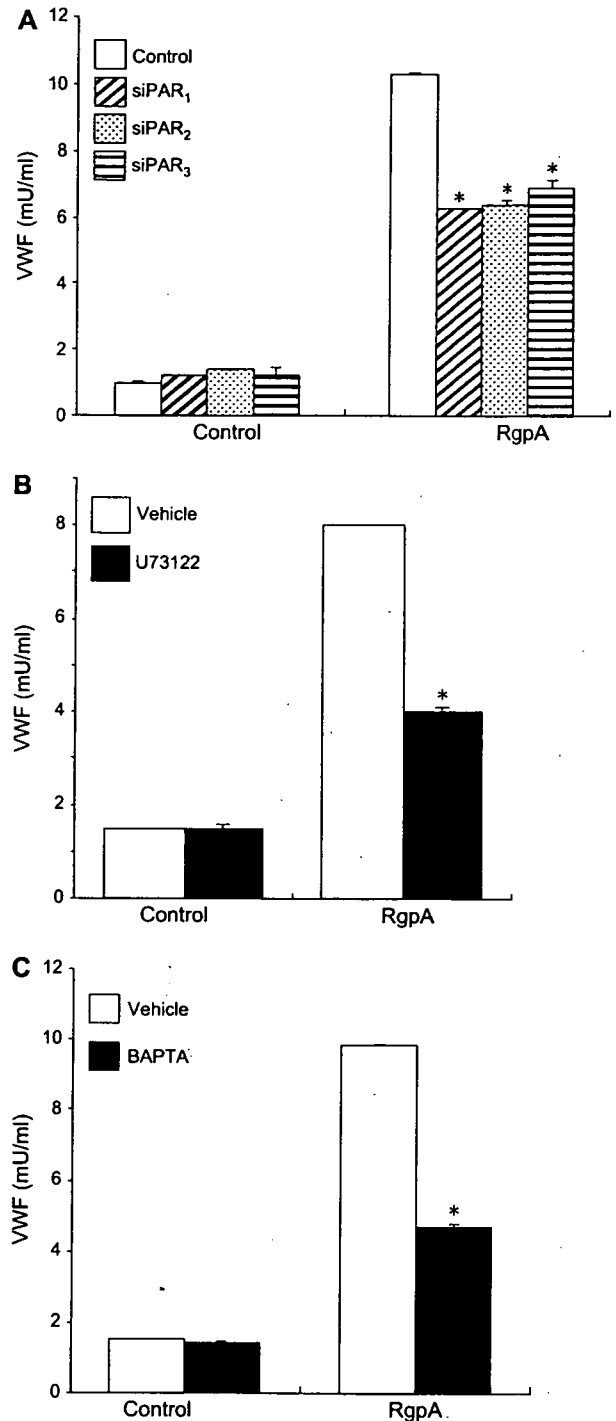 A
12
10
8
6
4
2
0
VWF (mU/ml)
Control
siPAR1
siPAR2
siPAR3
* * *
Control RgpA
B
8
6
4
2
0
VWF (mU/ml)
Vehicle
U73122
*
Control RgpA
C
12
10
8
6
4
2
0
VWF (mU/ml)
Vehicle
BAPTA
*
Control RgpA